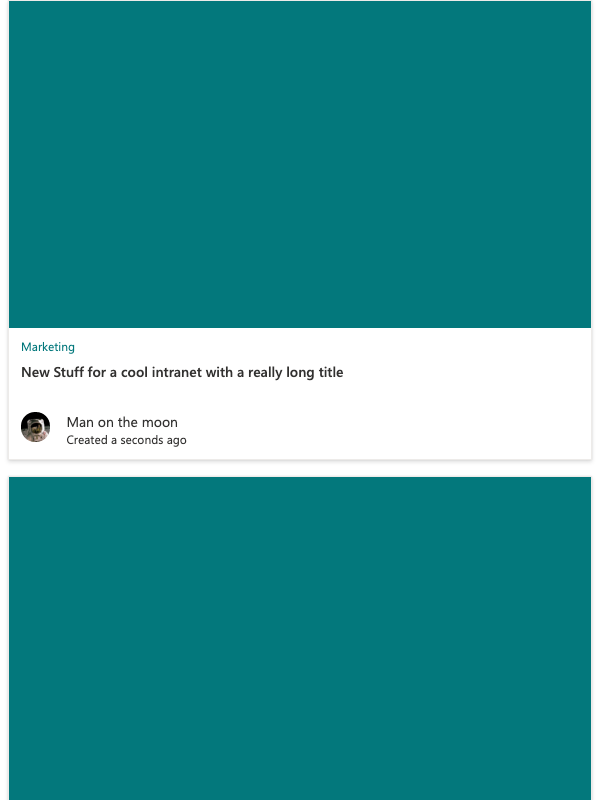 Marketing
New Stuff for a cool intranet with a really long title
Man on the moon
Created a seconds ago